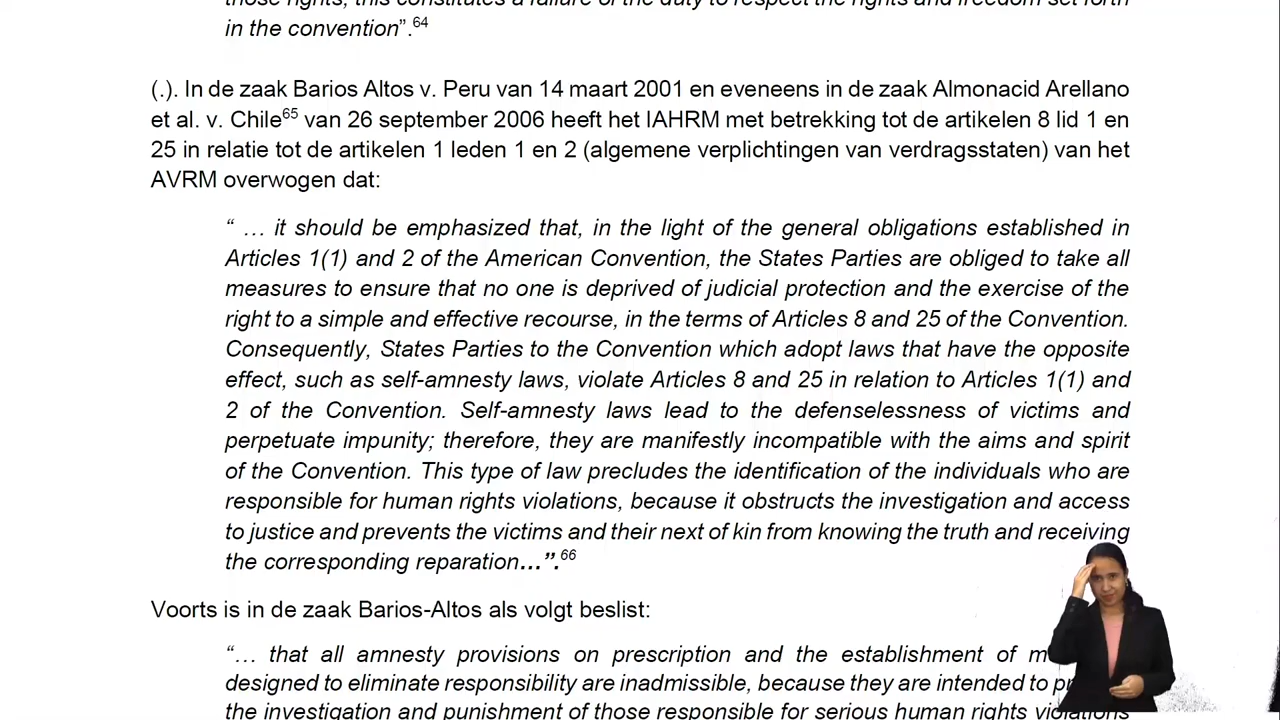 those rights, this constitutes a failure of the duty to respect the rights and freedom set forth
in the convention”.64
(.). In de zaak Barios Altos v. Peru van 14 maart 2001 en eveneens in de zaak Almonacid Arellano
et al. v. Chile65 van 26 september 2006 heeft het IAHRM met betrekking tot de artikelen 8 lid 1 en
25 in relatie tot de artikelen 1 leden 1 en 2 (algemene verplichtingen van verdragsstaten) van het
AVRM overwogen dat:
“ … it should be emphasized that, in the light of the general obligations established in
Articles 1(1) and 2 of the American Convention, the States Parties are obliged to take all
measures to ensure that no one is deprived of judicial protection and the exercise of the
right to a simple and effective recourse, in the terms of Articles 8 and 25 of the Convention.
Consequently, States Parties to the Convention which adopt laws that have the opposite
effect, such as self-amnesty laws, violate Articles 8 and 25 in relation to Articles 1(1) and
2 of the Convention. Self-amnesty laws lead to the defenselessness of victims and
perpetuate impunity; therefore, they are manifestly incompatible with the aims and spirit
of the Convention. This type of law precludes the identification of the individuals who are
responsible for human rights violations, because it obstructs the investigation and access
to justice and prevents the victims and their next of kin from knowing the truth and receiving
the corresponding reparation…”.66
Voorts is in de zaak Barios-Altos als volgt beslist:
“… that all amnesty provisions on prescription and the establishment of
designed to eliminate responsibility are inadmissible, because they are intended to
the investigation and punishment of those responsible for serious human rights violations